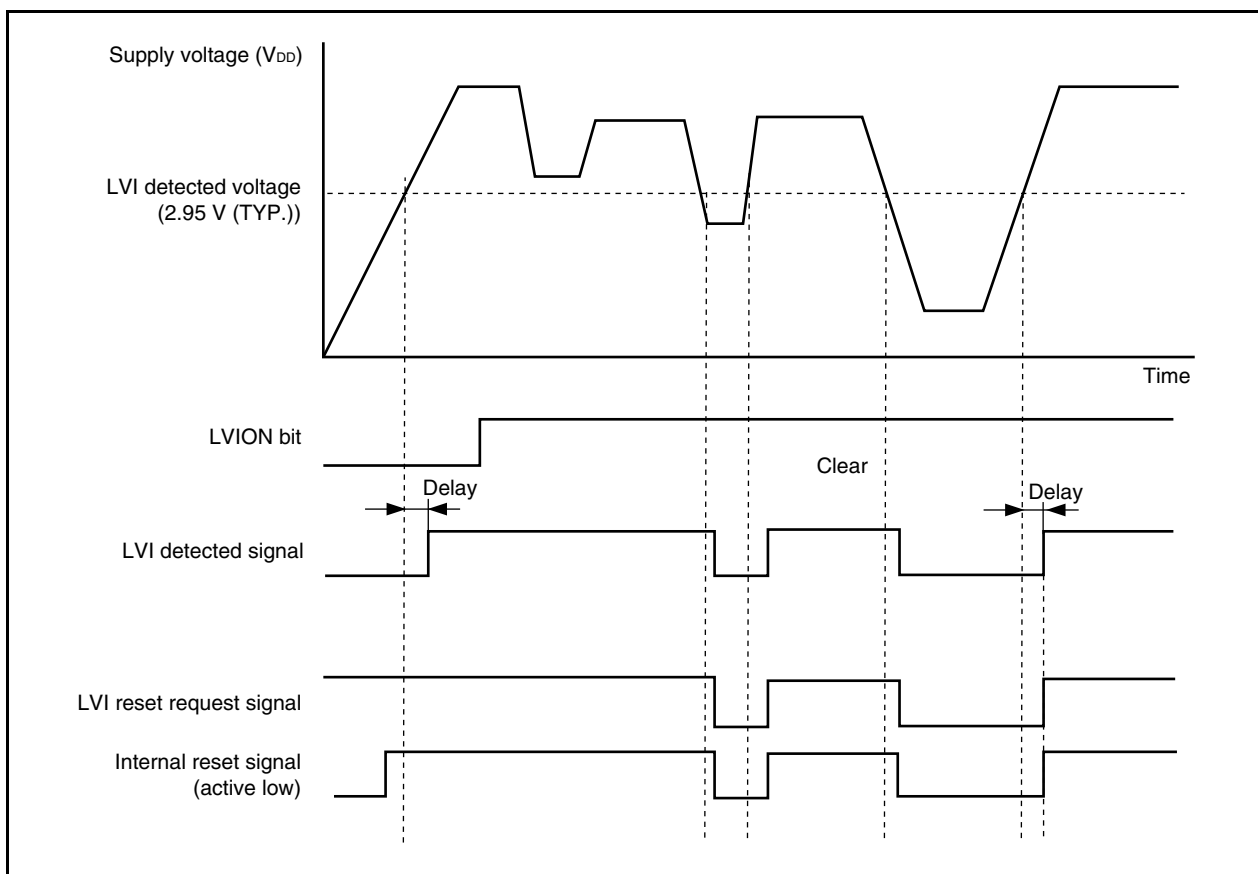 Supply voltage (VDD)
LVI detected voltage
(2.95 V (TYP.))
Time
LVION bit
Clear
Delay
Delay
LVI detected signal
LVI reset request signal
Internal reset signal
(active low)